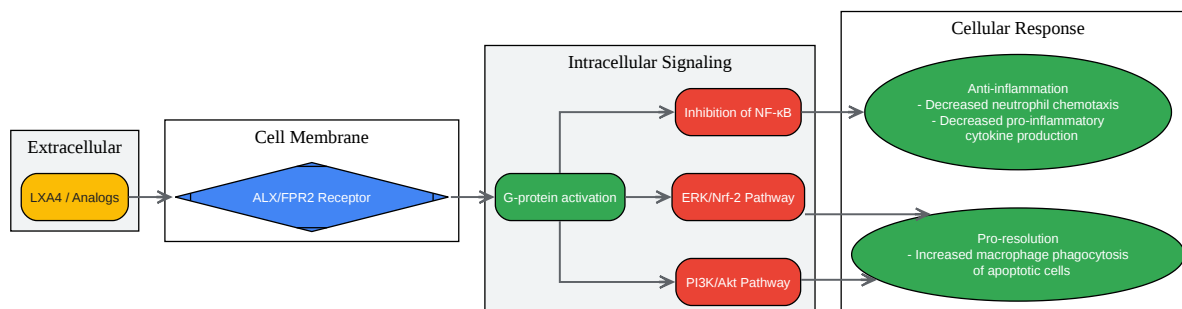 Extracellular
LXA4 / Analogs
Cell Membrane
ALX/FPR2 Receptor
Intracellular Signaling
G-protein activation
Inhibition of NF-κB
ERK/Nrf-2 Pathway
PI3K/Akt Pathway
Cellular Response
Anti-inflammation
- Decreased neutrophil chemotaxis
- Decreased pro-inflammatory
cytokine production
Pro-resolution
- Increased macrophage phagocytosis
of apoptotic cells